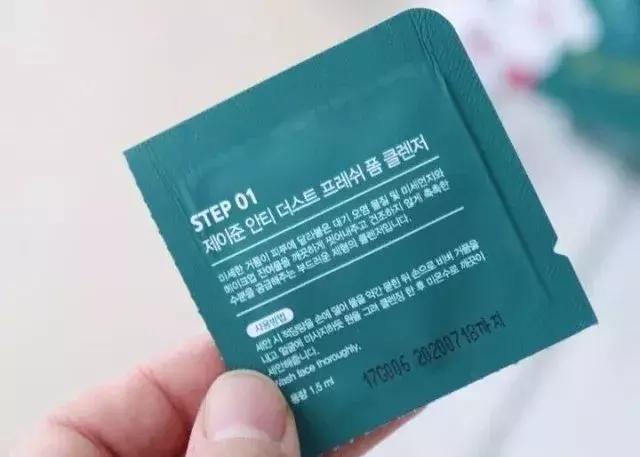 STEP 01
제이준 안티 더스트 프레쉬 폼 클렌저
미세한 거품이 피부에 달라붙은 대기 오염 물질 및 미세먼지와
메이크업 잔여물을 깨끗하게 씻어내주고 건조하지 않게 촉촉한
수분을 공급해주는 부드러운 제형의 클렌저입니다.
사용방법
세안 시 적당량을 손에 덜어 물을 약간 묻힌 뒤 손으로 비벼 거품을
내고 얼굴에 마사지하듯 원을 그려 클렌징 한 후 미온수로 깨끗이
세안해줍니다.
Wash face thoroughly.
용량 1,5 ml
17G006 20200718까지